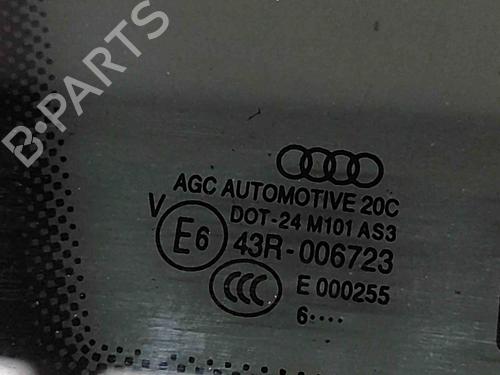 B-PARTS
AGC AUTOMOTIVE 20C
DOT-24 M101 AS3
V
E6
43R-006723
CCC
E 000255
6····